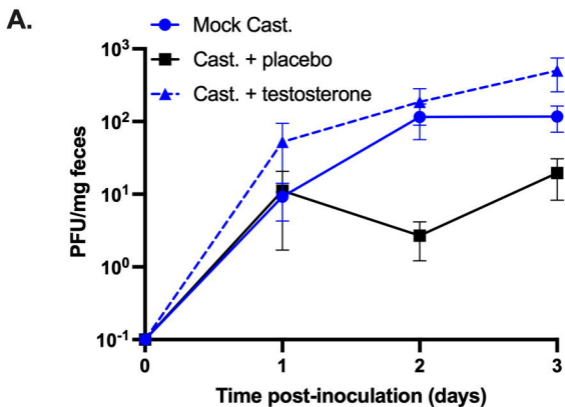 A.
Mock Cast.
Cast. + placebo
Cast. + testosterone
PFU/mg feces
10³
10²
10¹
10⁰
10⁻¹
0 1 2 3
Time post-inoculation (days)